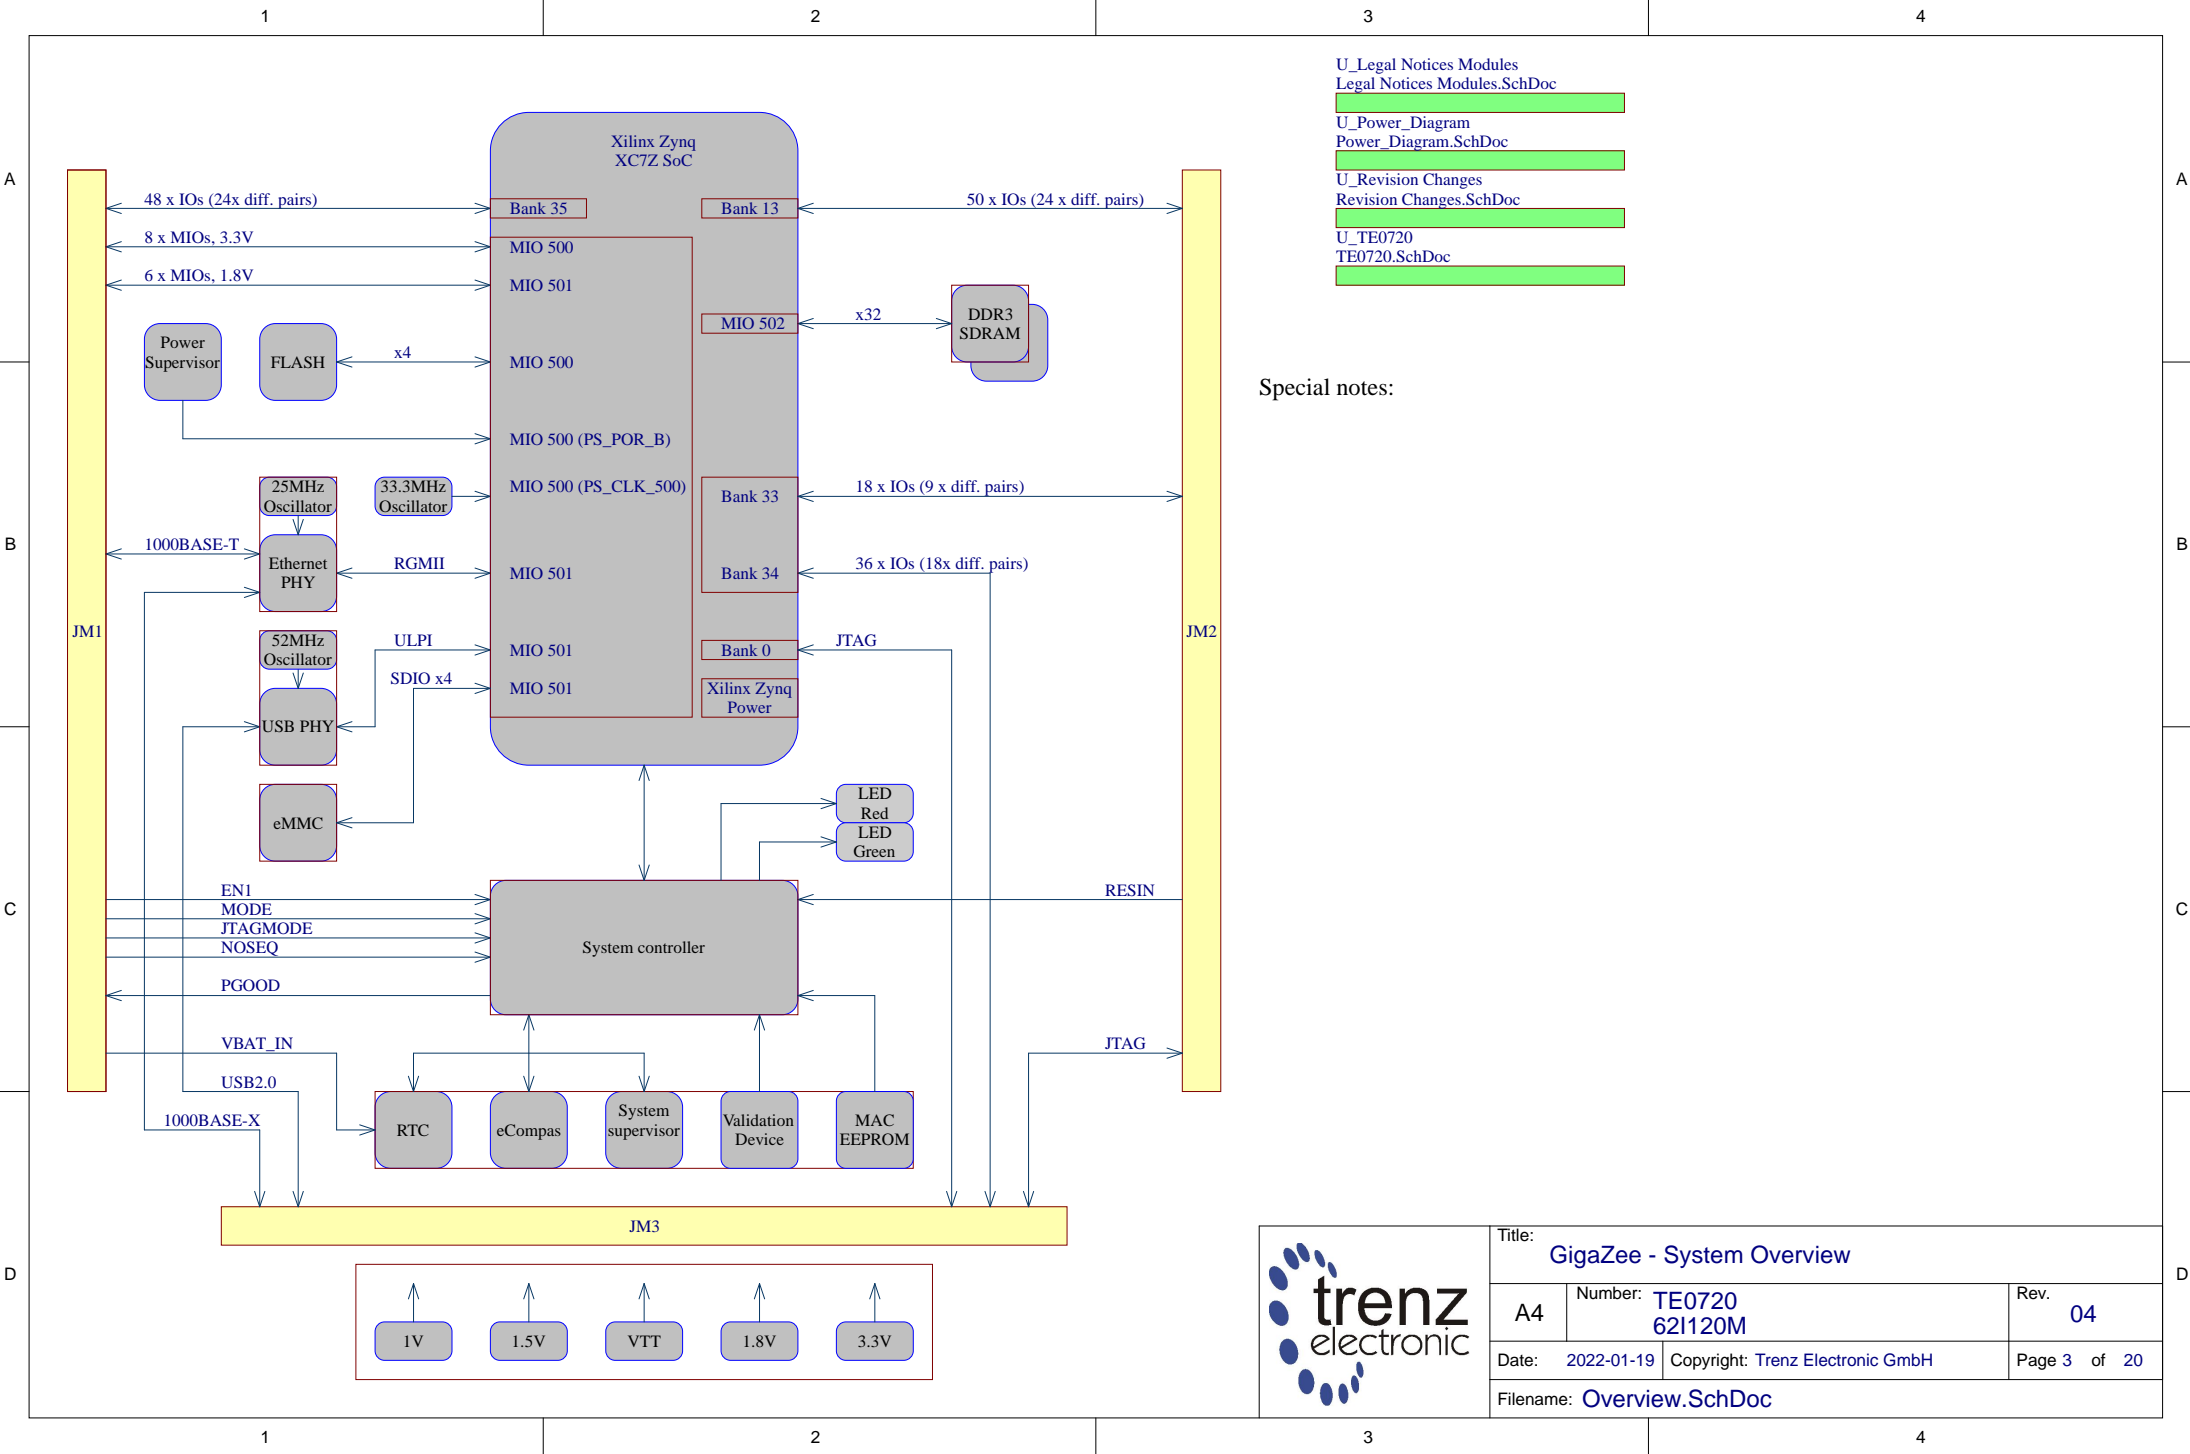 1
2
3
4
A
A
B
B
C
C
D
D
U_Legal Notices Modules
Legal Notices Modules.SchDoc
U_Power_Diagram
Power_Diagram.SchDoc
U_Revision Changes
Revision Changes.SchDoc
U_TE0720
TE0720.SchDoc
Special notes:
Xilinx Zynq
XC7Z SoC
48 x IOs (24x diff. pairs)
Bank 35
Bank 13
50 x IOs (24 x diff. pairs)
8 x MIOs, 3.3V
MIO 500
6 x MIOs, 1.8V
MIO 501
MIO 502
x32
DDR3
SDRAM
Power
Supervisor
FLASH
x4
MIO 500
MIO 500 (PS_POR_B)
25MHz
Oscillator
33.3MHz
Oscillator
MIO 500 (PS_CLK_500)
Bank 33
18 x IOs (9 x diff. pairs)
1000BASE-T
Ethernet
PHY
RGMII
MIO 501
Bank 34
36 x IOs (18x diff. pairs)
JM1
JM2
52MHz
Oscillator
ULPI
MIO 501
Bank 0
JTAG
SDIO x4
MIO 501
Xilinx Zynq
Power
USB PHY
eMMC
LED
Red
LED
Green
EN1
MODE
JTAGMODE
NOSEQ
PGOOD
System controller
RESIN
VBAT_IN
JTAG
USB2.0
1000BASE-X
RTC
eCompas
System
supervisor
Validation
Device
MAC
EEPROM
JM3
1V
1.5V
VTT
1.8V
3.3V
trenz
electronic
Title:
GigaZee - System Overview
A4
Number: TE0720
62I120M
Rev.
04
Date: 2022-01-19
Copyright: Trenz Electronic GmbH
Page 3 of 20
Filename: Overview.SchDoc
1
2
3
4